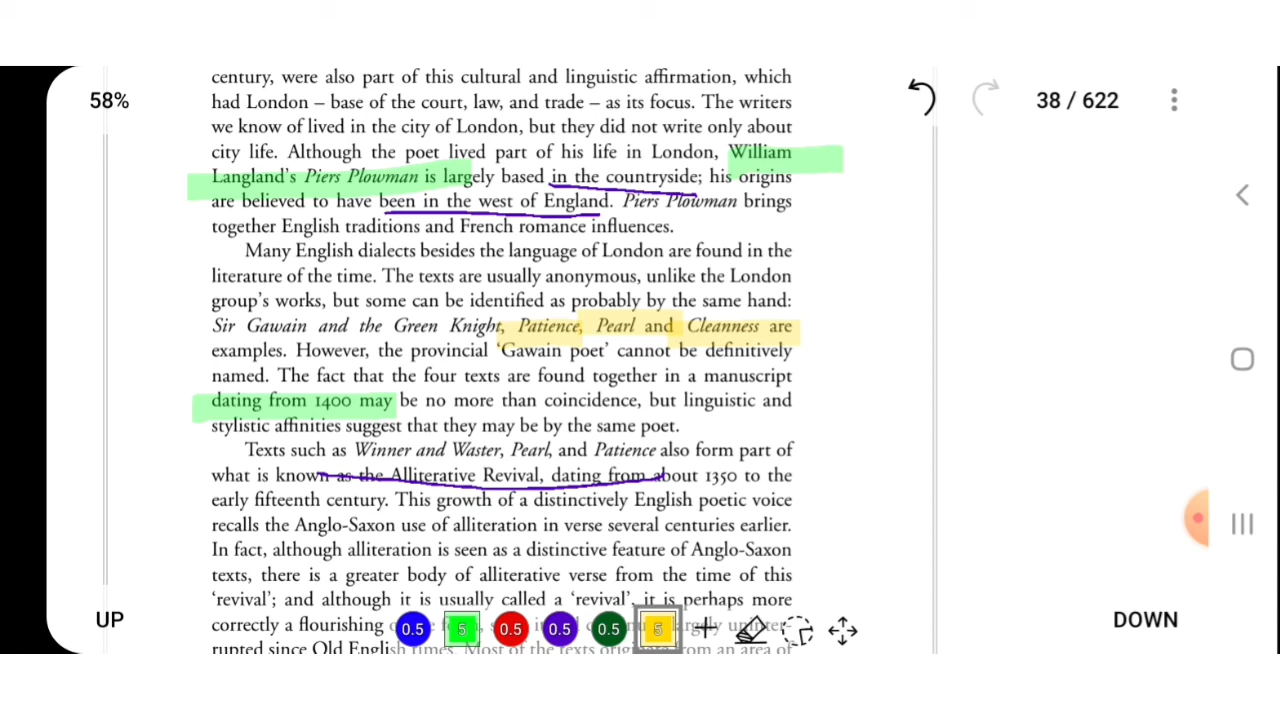 century, were also part of this cultural and linguistic affirmation, which
58%
38 / 622
had London – base of the court, law, and trade – as its focus. The writers
we know of lived in the city of London, but they did not write only about
city life. Although the poet lived part of his life in London, William
Langland's Piers Plowman is largely based in the countryside; his origins
are believed to have been in the west of England. Piers Plowman brings
together English traditions and French romance influences.
Many English dialects besides the language of London are found in the
literature of the time. The texts are usually anonymous, unlike the London
group's works, but some can be identified as probably by the same hand:
Sir Gawain and the Green Knight, Patience, Pearl and Cleanness are
examples. However, the provincial 'Gawain poet' cannot be definitively
named. The fact that the four texts are found together in a manuscript
dating from 1400 may be no more than coincidence, but linguistic and
stylistic affinities suggest that they may be by the same poet.
Texts such as Winner and Waster, Pearl, and Patience also form part of
what is known as the Alliterative Revival, dating from about 1350 to the
early fifteenth century. This growth of a distinctively English poetic voice
recalls the Anglo-Saxon use of alliteration in verse several centuries earlier.
In fact, although alliteration is seen as a distinctive feature of Anglo-Saxon
texts, there is a greater body of alliterative verse from the time of this
'revival'; and although it is usually called a 'revival', it is perhaps more
UP
DOWN
correctly a flourishing
0.5 5 0.5 0.5 0.5 5
rupted since Old English times. Most of the texts from an area of